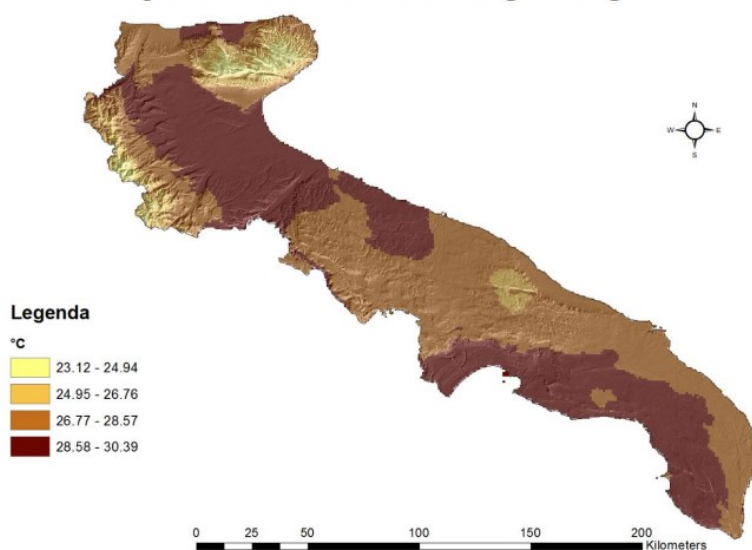 N
W E
S
Legenda
°C
23.12 - 24.94
24.95 - 26.76
26.77 - 28.57
28.58 - 30.39
0 50 100 150 200
Kilometers